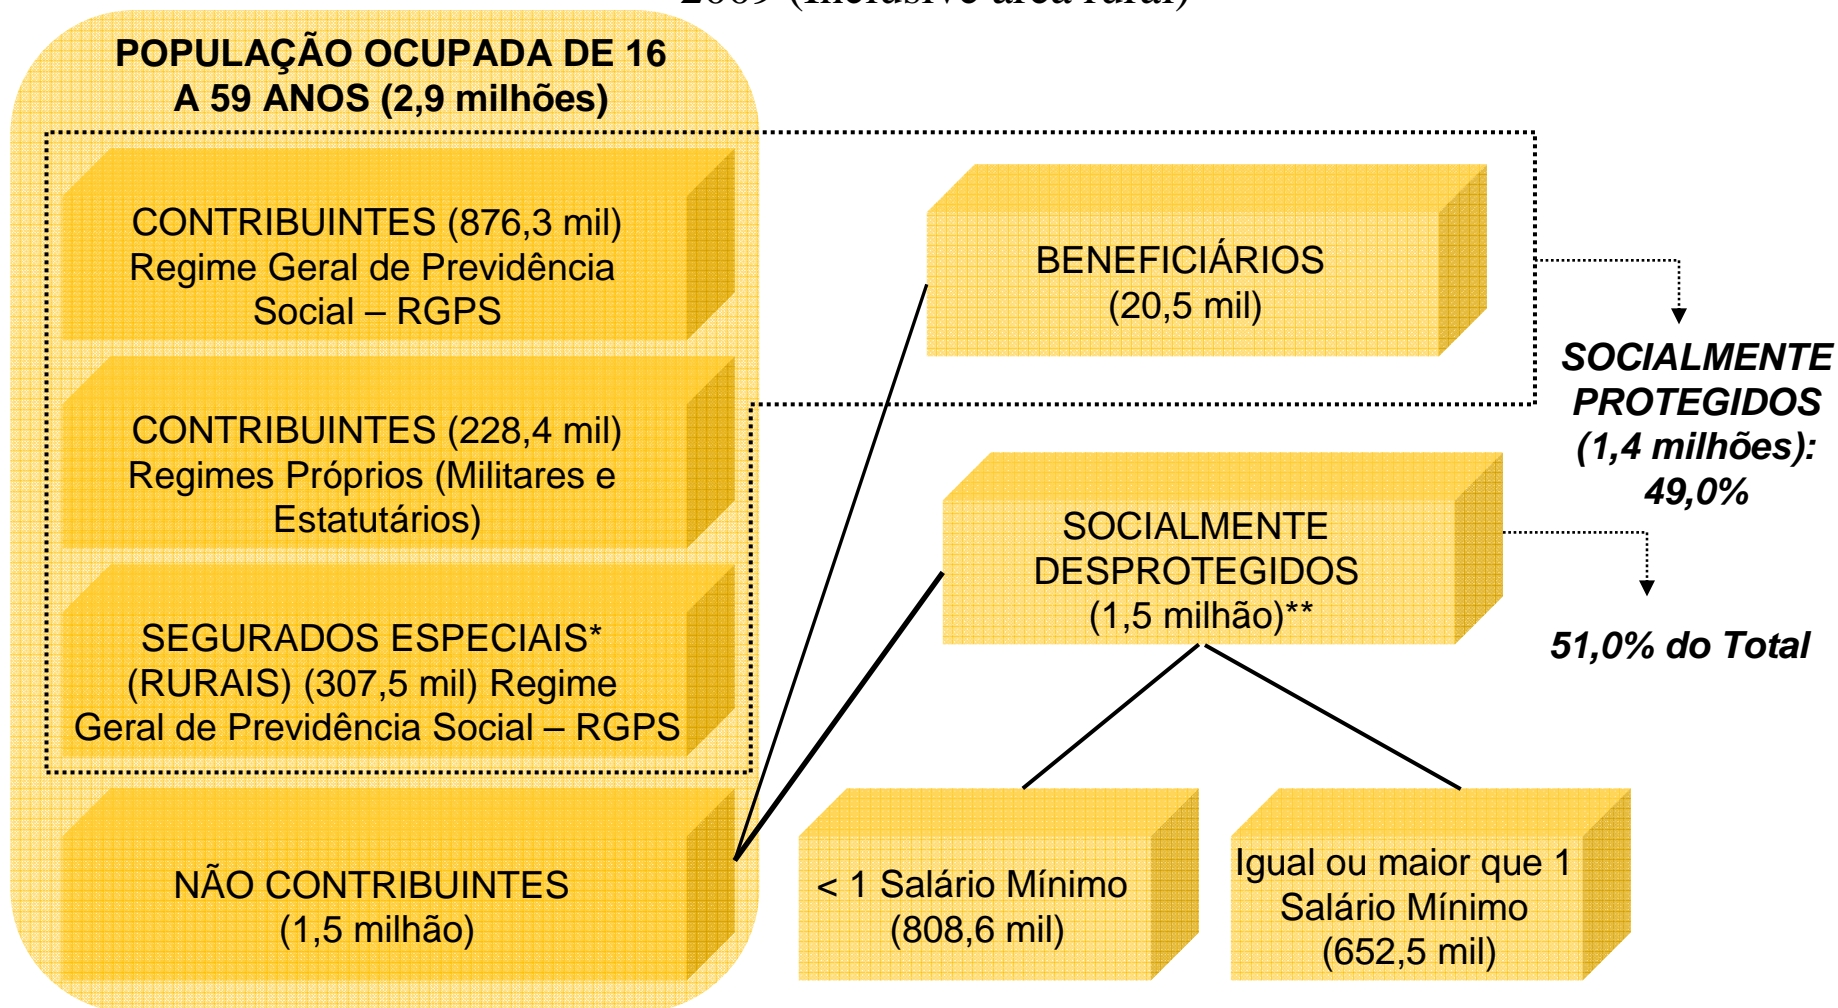 2009 (Inclusive área rural)
POPULAÇÃO OCUPADA DE 16
A 59 ANOS (2,9 milhões)
CONTRIBUINTES (876,3 mil)
Regime Geral de Previdência
Social – RGPS
CONTRIBUINTES (228,4 mil)
Regimes Próprios (Militares e
Estatutários)
SEGURADOS ESPECIAIS*
(RURAIS) (307,5 mil) Regime
Geral de Previdência Social – RGPS
NÃO CONTRIBUINTES
(1,5 milhão)
BENEFICIÁRIOS
(20,5 mil)
SOCIALMENTE
PROTEGIDOS
(1,4 milhões):
49,0%
SOCIALMENTE
DESPROTEGIDOS
(1,5 milhão)**
51,0% do Total
< 1 Salário Mínimo
(808,6 mil)
Igual ou maior que 1
Salário Mínimo
(652,5 mil)